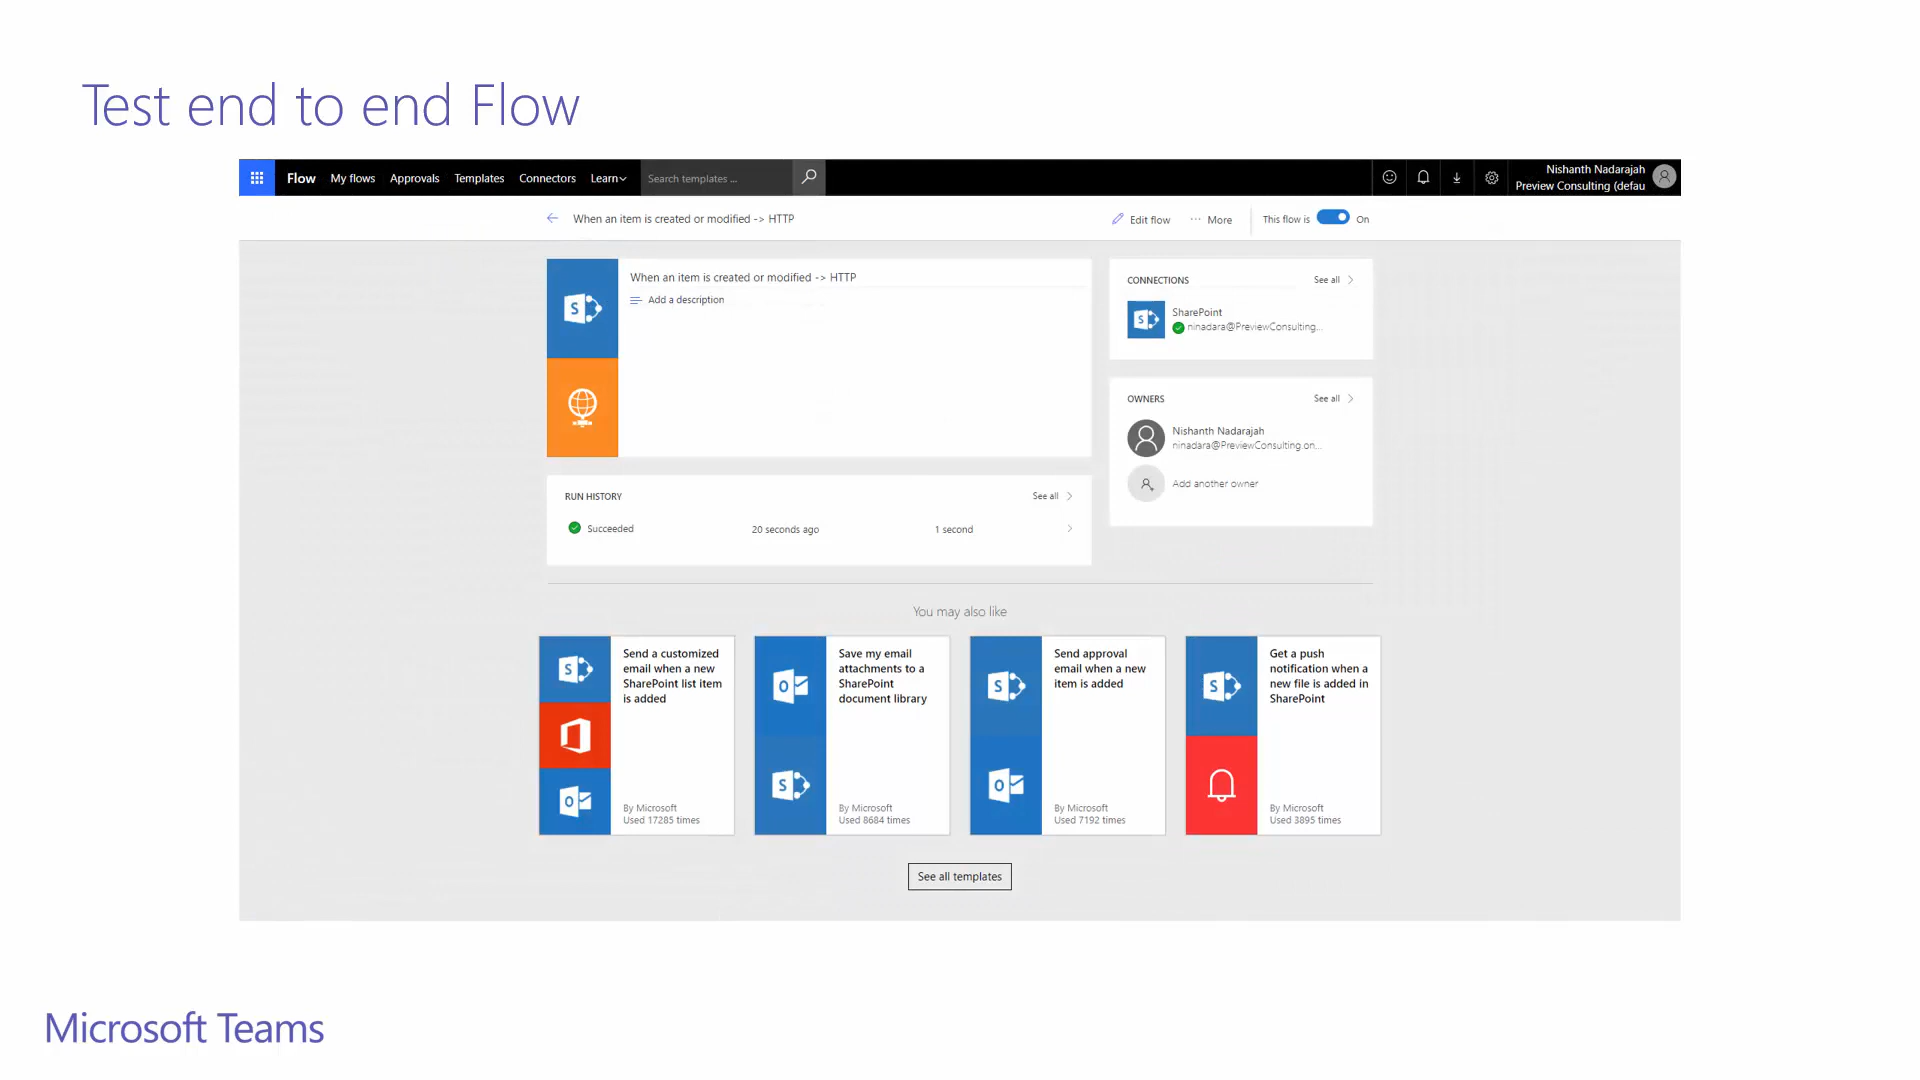 Test end to end Flow
Flow My flows Approvals Templates Connectors Learn Search templates ...
Nishanth Nadarajah
Preview Consulting (defau
When an item is created or modified -> HTTP
Edit flow ··· More This flow is On
When an item is created or modified -> HTTP
Add a description
CONNECTIONS See all
SharePoint
ninadara@PreviewConsulting...
OWNERS See all
Nishanth Nadarajah
ninadara@PreviewConsulting.on...
Add another owner
RUN HISTORY See all
Succeeded 20 seconds ago 1 second
You may also like
Send a customized
email when a new
SharePoint list item
is added
By Microsoft
Used 17285 times
Save my email
attachments to a
SharePoint
document library
By Microsoft
Used 8684 times
Send approval
email when a new
item is added
By Microsoft
Used 7192 times
Get a push
notification when a
new file is added in
SharePoint
By Microsoft
Used 3895 times
See all templates
Microsoft Teams